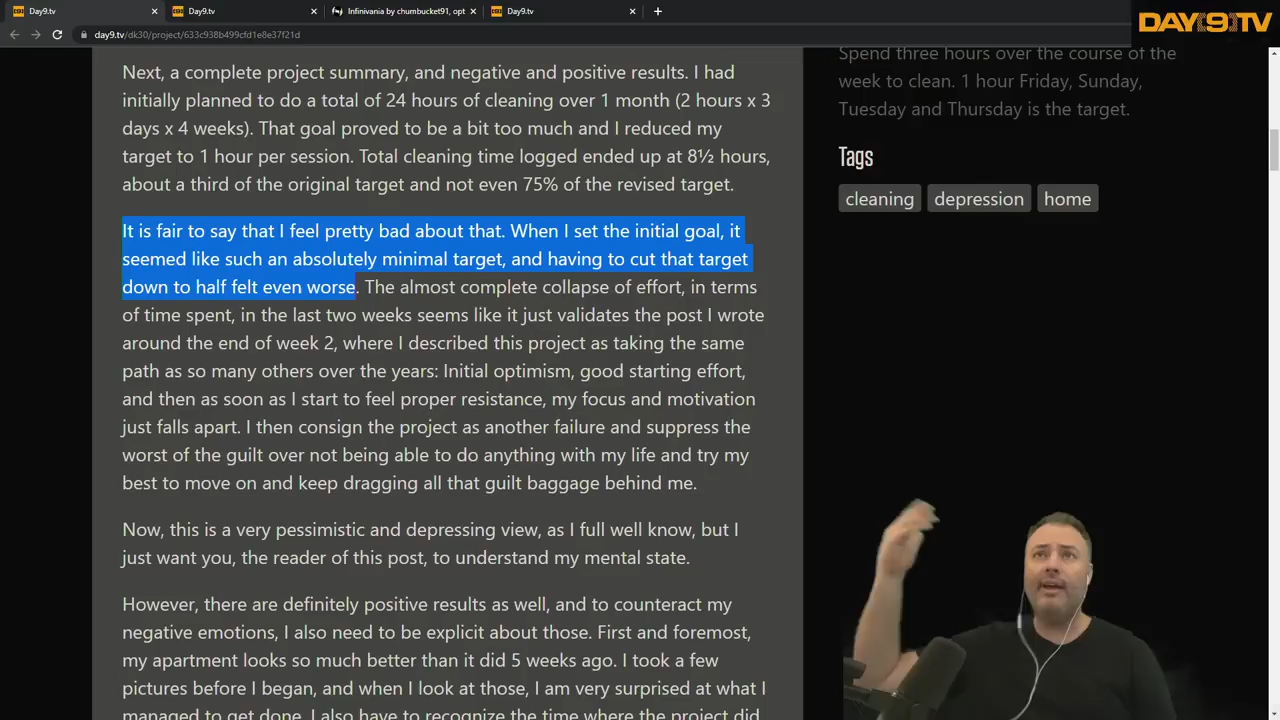 Day9.tv
Day9.tv
Infinivania by chumbucket91, opt
Day9.tv
DAY9.TV
day9.tv/dk30/project/633c938b499cfd1e8e37f21d
Next, a complete project summary, and negative and positive results. I had
initially planned to do a total of 24 hours of cleaning over 1 month (2 hours x 3
days x 4 weeks). That goal proved to be a bit too much and I reduced my
target to 1 hour per session. Total cleaning time logged ended up at 8½ hours,
about a third of the original target and not even 75% of the revised target.
It is fair to say that I feel pretty bad about that. When I set the initial goal, it
seemed like such an absolutely minimal target, and having to cut that target
down to half felt even worse. The almost complete collapse of effort, in terms
of time spent, in the last two weeks seems like it just validates the post I wrote
around the end of week 2, where I described this project as taking the same
path as so many others over the years: Initial optimism, good starting effort,
and then as soon as I start to feel proper resistance, my focus and motivation
just falls apart. I then consign the project as another failure and suppress the
worst of the guilt over not being able to do anything with my life and try my
best to move on and keep dragging all that guilt baggage behind me.
Now, this is a very pessimistic and depressing view, as I full well know, but I
just want you, the reader of this post, to understand my mental state.
However, there are definitely positive results as well, and to counteract my
negative emotions, I also need to be explicit about those. First and foremost,
my apartment looks so much better than it did 5 weeks ago. I took a few
pictures before I began, and when I look at those, I am very surprised at what I
managed to get done. I also have to recognize the time where the project did
Spend three hours over the course of the
week to clean. 1 hour Friday, Sunday,
Tuesday and Thursday is the target.
Tags
cleaning
depression
home